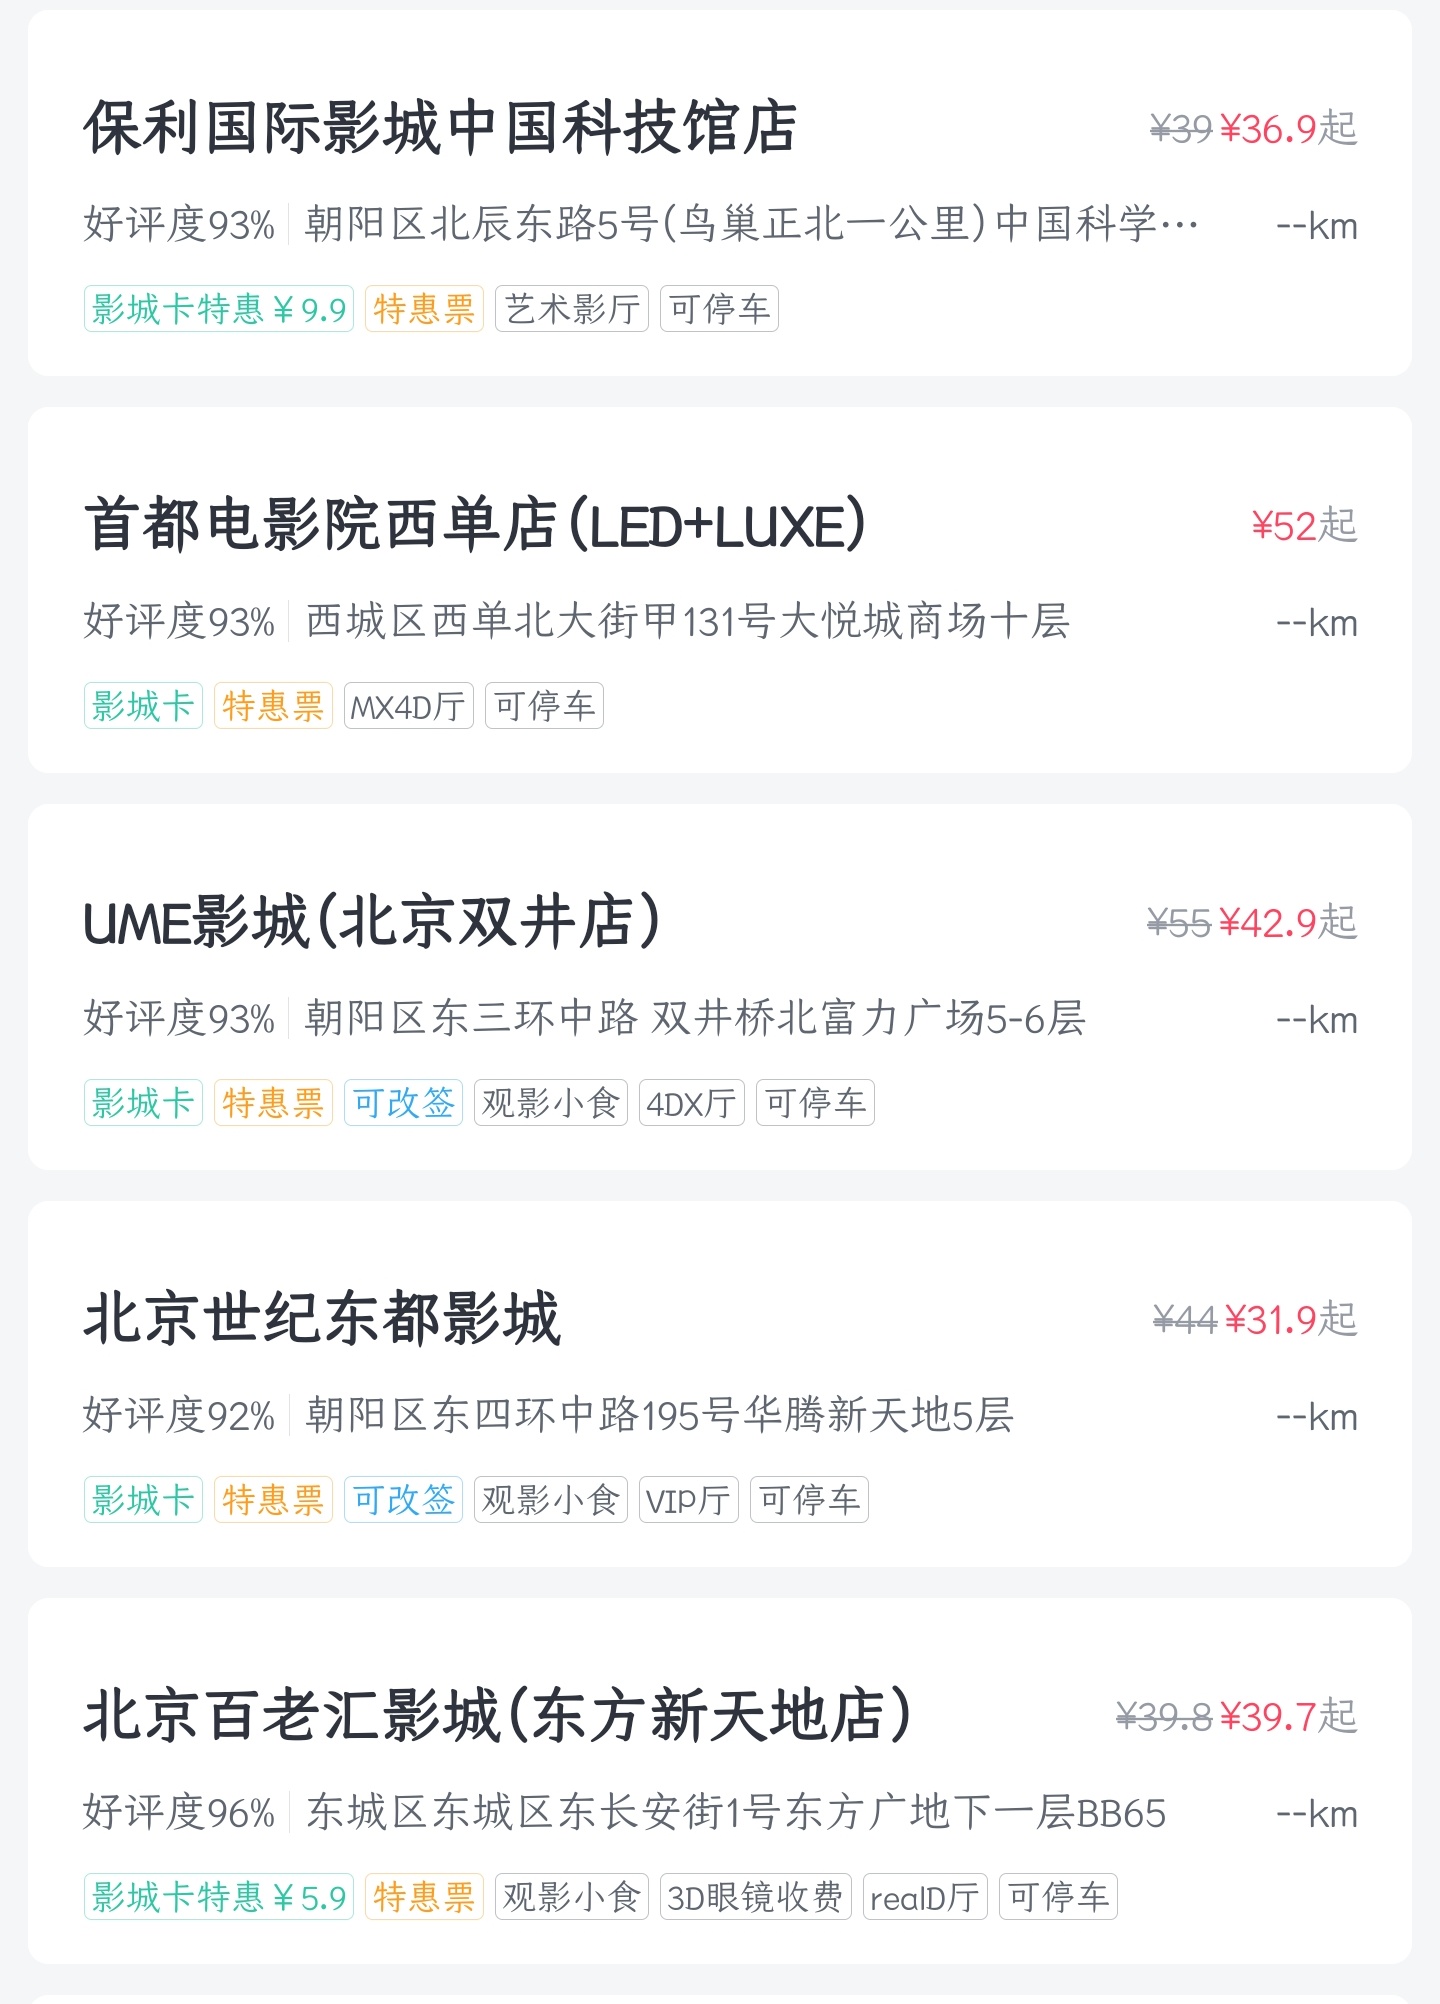 保利国际影城中国科技馆店 ¥39 ¥36.9起
好评度93% 朝阳区北辰东路5号(鸟巢正北一公里)中国科学… --km
影城卡特惠￥9.9 特惠票 艺术影厅 可停车
首都电影院西单店(LED+LUXE) ¥52起
好评度93% 西城区西单北大街甲131号大悦城商场十层 --km
影城卡 特惠票 MX4D厅 可停车
UME影城(北京双井店) ¥55 ¥42.9起
好评度93% 朝阳区东三环中路 双井桥北富力广场5-6层 --km
影城卡 特惠票 可改签 观影小食 4DX厅 可停车
北京世纪东都影城 ¥44 ¥31.9起
好评度92% 朝阳区东四环中路195号华腾新天地5层 --km
影城卡 特惠票 可改签 观影小食 VIP厅 可停车
北京百老汇影城(东方新天地店) ¥39.8 ¥39.7起
好评度96% 东城区东城区东长安街1号东方广地下一层BB65 --km
影城卡特惠￥5.9 特惠票 观影小食 3D眼镜收费 realD厅 可停车